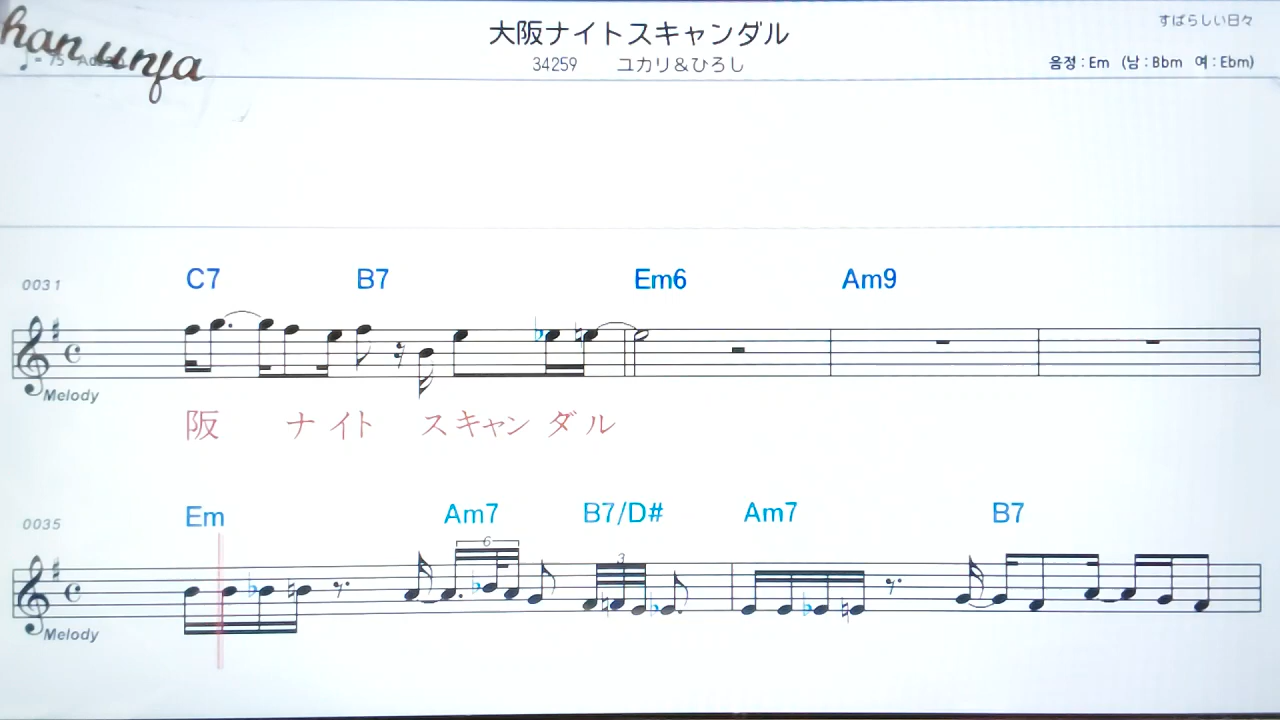 han unja
すばらしい日々
大阪ナイトスキャンダル
34259 ユカリ&ひろし
음정 : Em (남 : Bbm 여 : Ebm)
C7 B7 Em6 Am9
0031
Melody
阪 ナイト スキャン ダル
Em Am7 B7/D# Am7 B7
0035
6
3
Melody